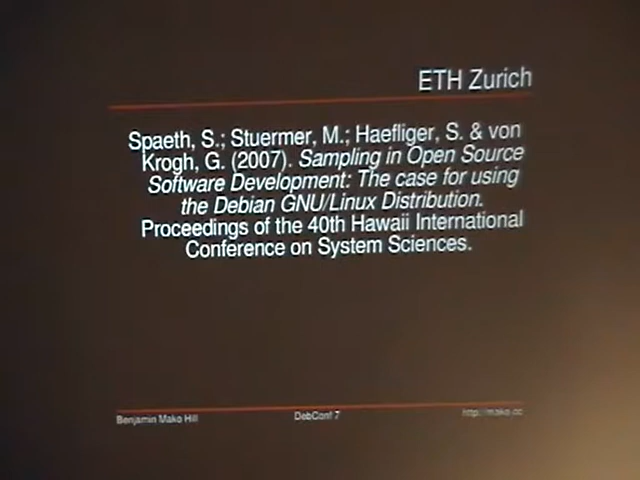 ETH Zurich
Spaeth, S.; Stuermer, M.; Haefliger, S. & von
Krogh, G. (2007). Sampling in Open Source
Software Development: The case for using
the Debian GNU/Linux Distribution.
Proceedings of the 40th Hawaii International
Conference on System Sciences.
Benjamin Mako Hill
DebConf 7
http://mako.cc